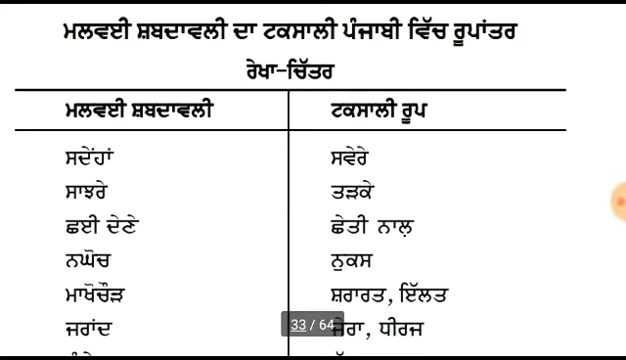 ਮਲਵਈ ਸ਼ਬਦਾਵਲੀ ਦਾ ਟਕਸਾਲੀ ਪੰਜਾਬੀ ਵਿੱਚ ਰੂਪਾਂਤਰ
ਰੇਖਾ-ਚਿੱਤਰ
ਮਲਵਈ ਸ਼ਬਦਾਵਲੀ ਟਕਸਾਲੀ ਰੂਪ
ਸਦੇਂਹਾਂ ਸਵੇਰੇ
ਸਾਝਰੇ ਤੜਕੇ
ਛਈ ਦੇਣੇ ਛੇਤੀ ਨਾਲ਼
ਨਘੋਚ ਨੁਕਸ
ਮਾਖੋਚੌੜ ਸ਼ਰਾਰਤ, ਇੱਲਤ
ਜਰਾਂਦ ਧੀਰਜ
33 / 64